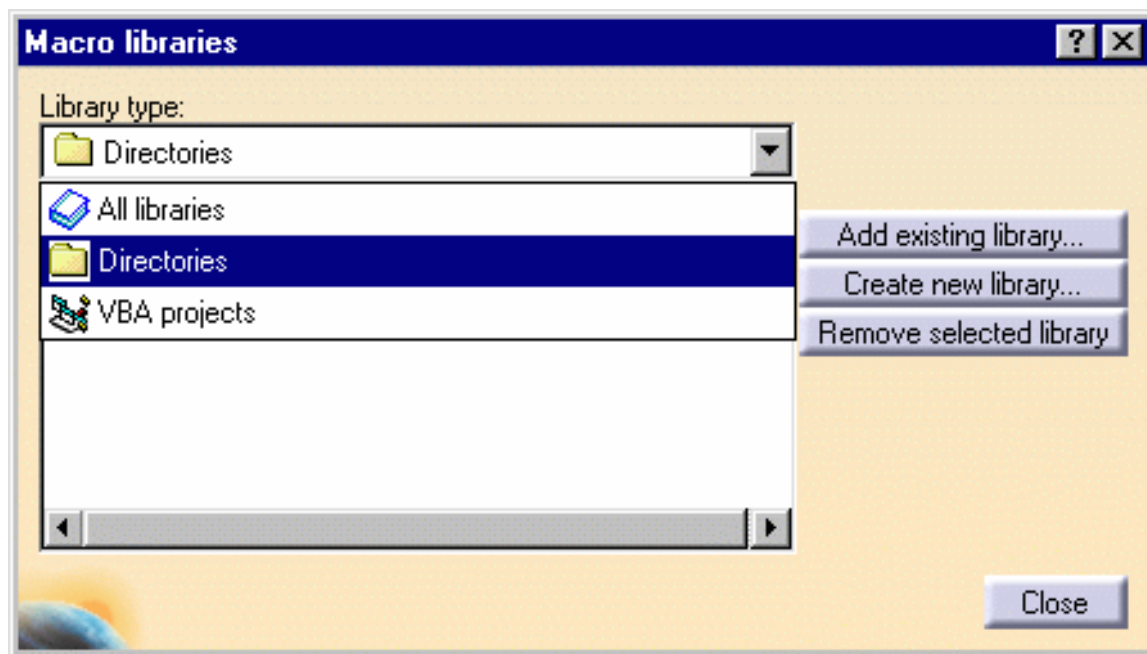 Macro libraries
Library type:
Directories
All libraries
Directories
VBA projects
Add existing library...
Create new library...
Remove selected library
Close